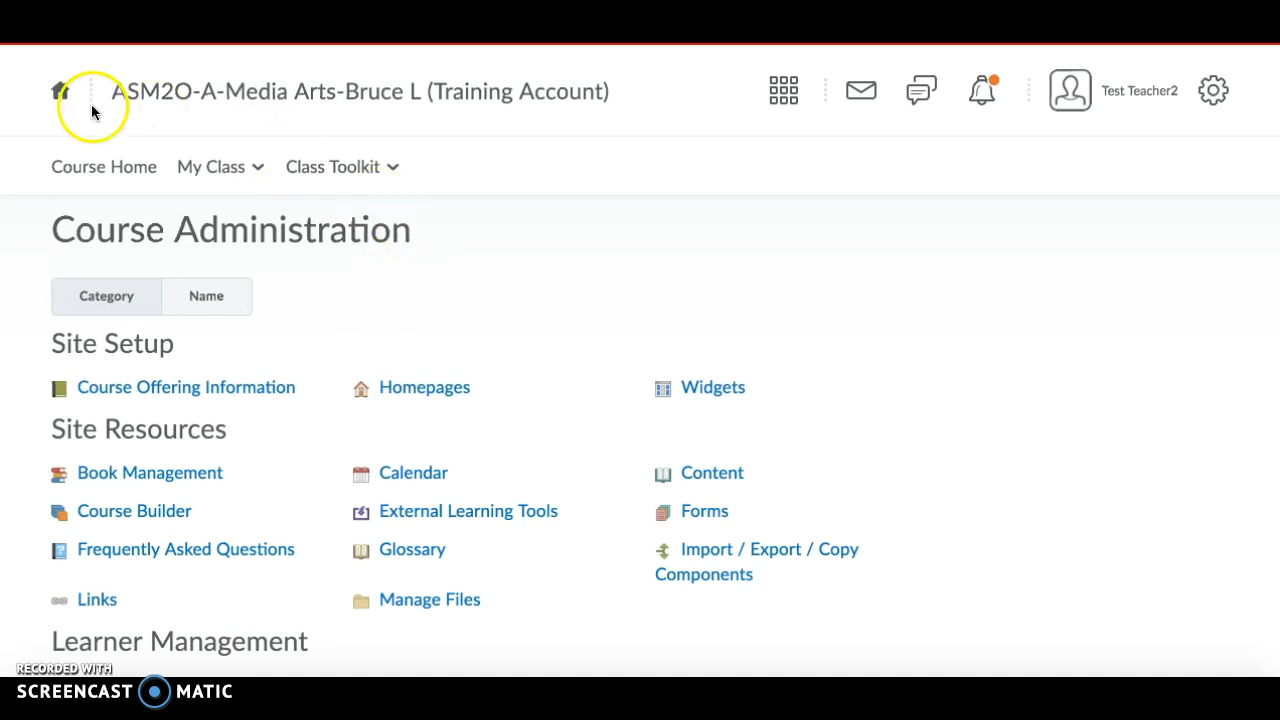 ASM2O-A-Media Arts-Bruce L (Training Account)
Test Teacher2
Course Home My Class Class Toolkit
Course Administration
Category Name
Site Setup
Course Offering Information Homepages Widgets
Site Resources
Book Management Calendar Content
Course Builder External Learning Tools Forms
Frequently Asked Questions Glossary Import / Export / Copy
Components
Links Manage Files
Learner Management
RECORDED WITH
SCREENCAST MATIC